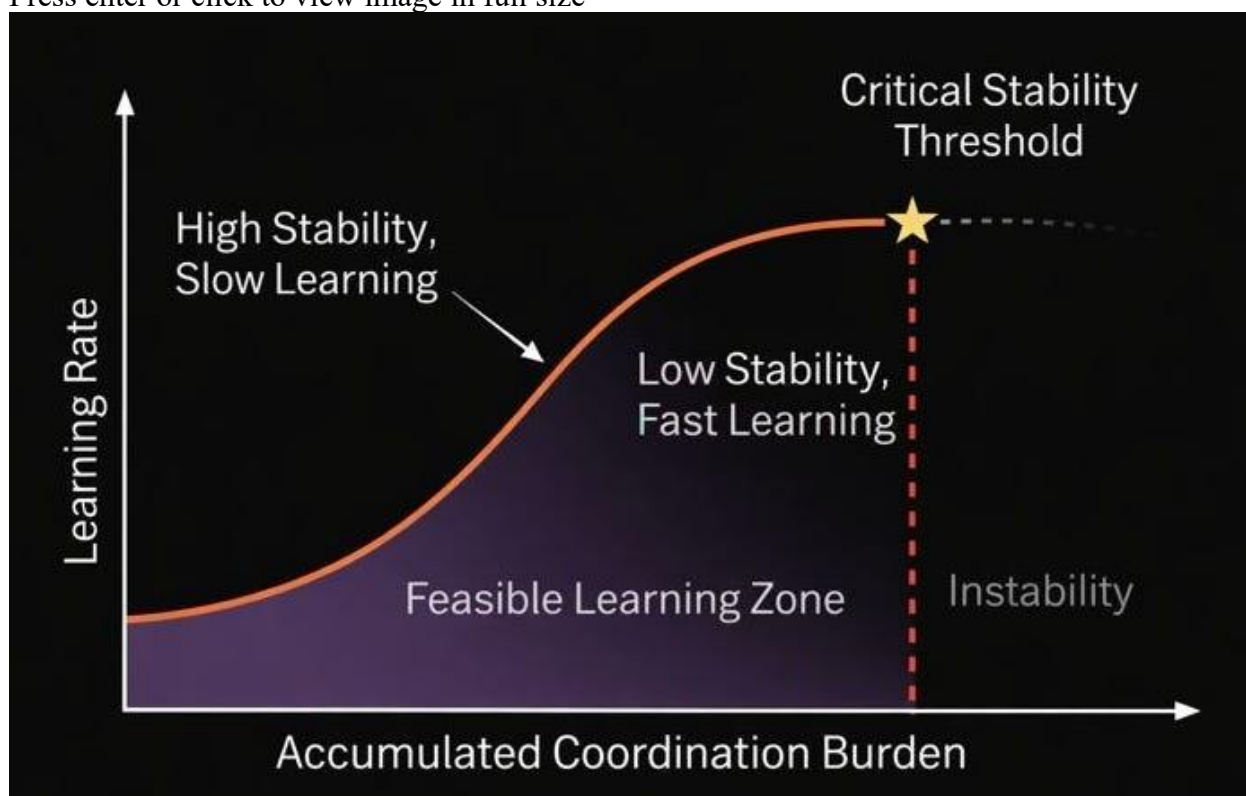 Press enter or click to view image in full size
Critical Stability
Threshold
High Stability,
Slow Learning
Low Stability,
Fast Learning
Learning Rate
Feasible Learning Zone
Instability
Accumulated Coordination Burden